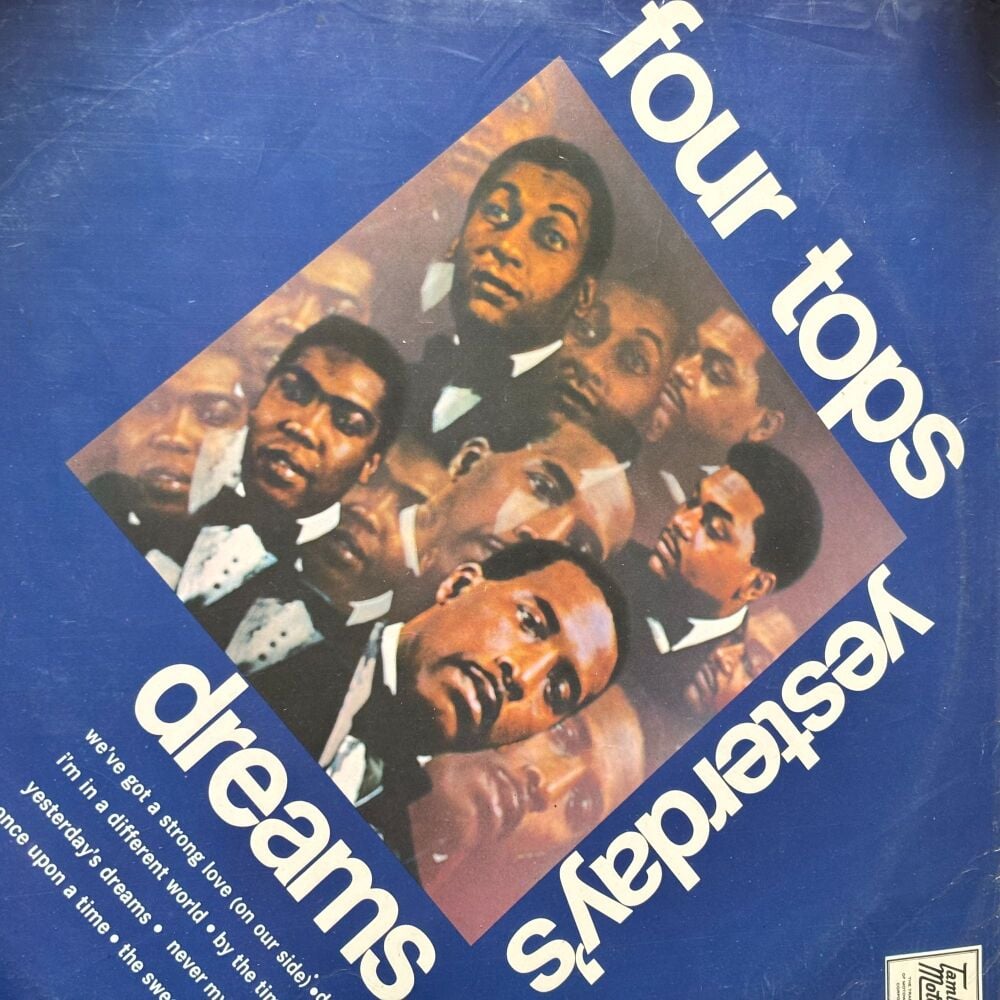 four tops
yesterday's
dreams
we've got a strong love (on our side) •
i'm in a different world • by the
yesterday's dreams • never
once upon a time • the